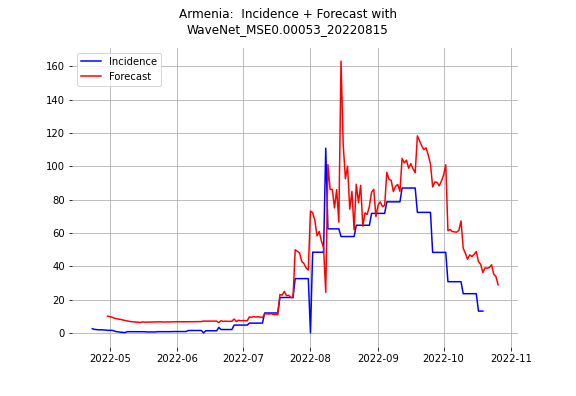 Armenia:  Incidence + Forecast with
WaveNet_MSE0.00053_20220815
Incidence
Forecast
160
140
120
100
80
60
40
20
0
2022-05 2022-06 2022-07 2022-08 2022-09 2022-10 2022-11